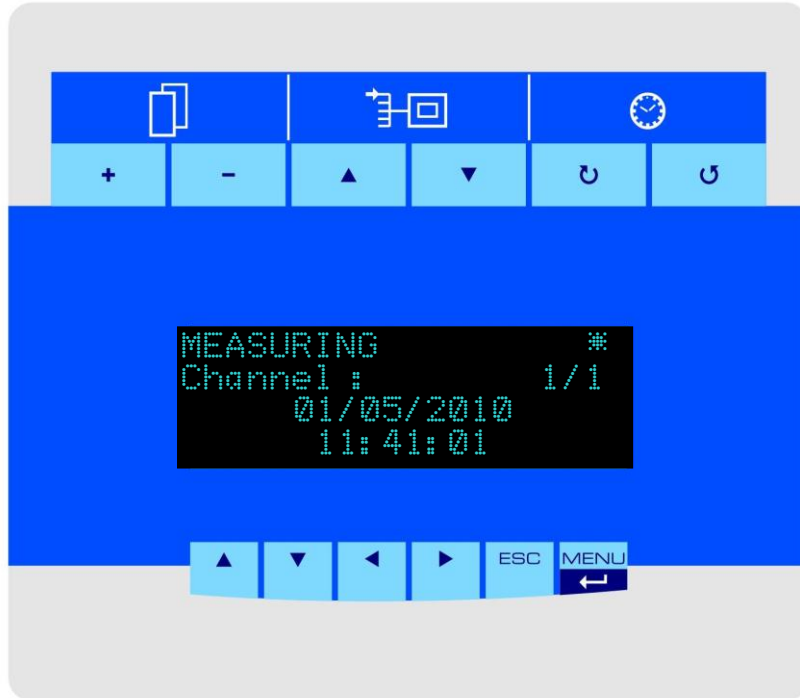 + -
MEASURING *
Channel: 1/1
01/05/2010
11:41:01
ESC MENU